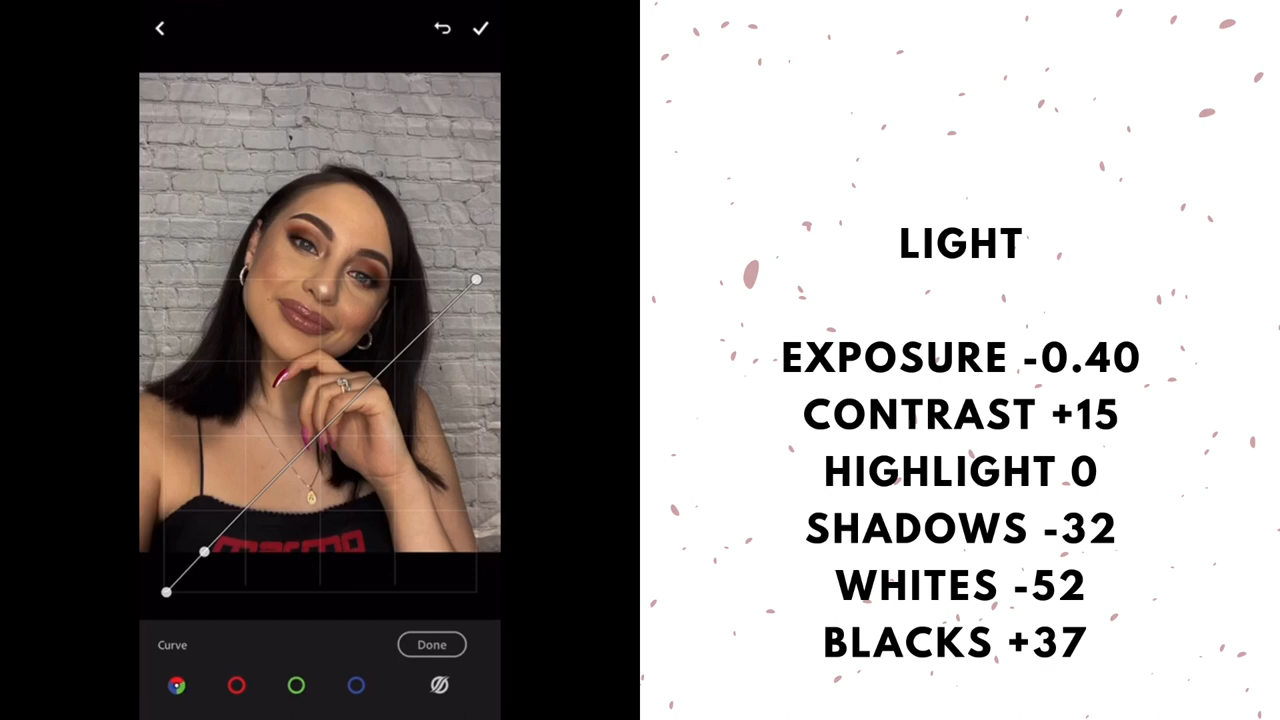 Curve
Done
LIGHT
EXPOSURE -0.40
CONTRAST +15
HIGHLIGHT 0
SHADOWS -32
WHITES -52
BLACKS +37